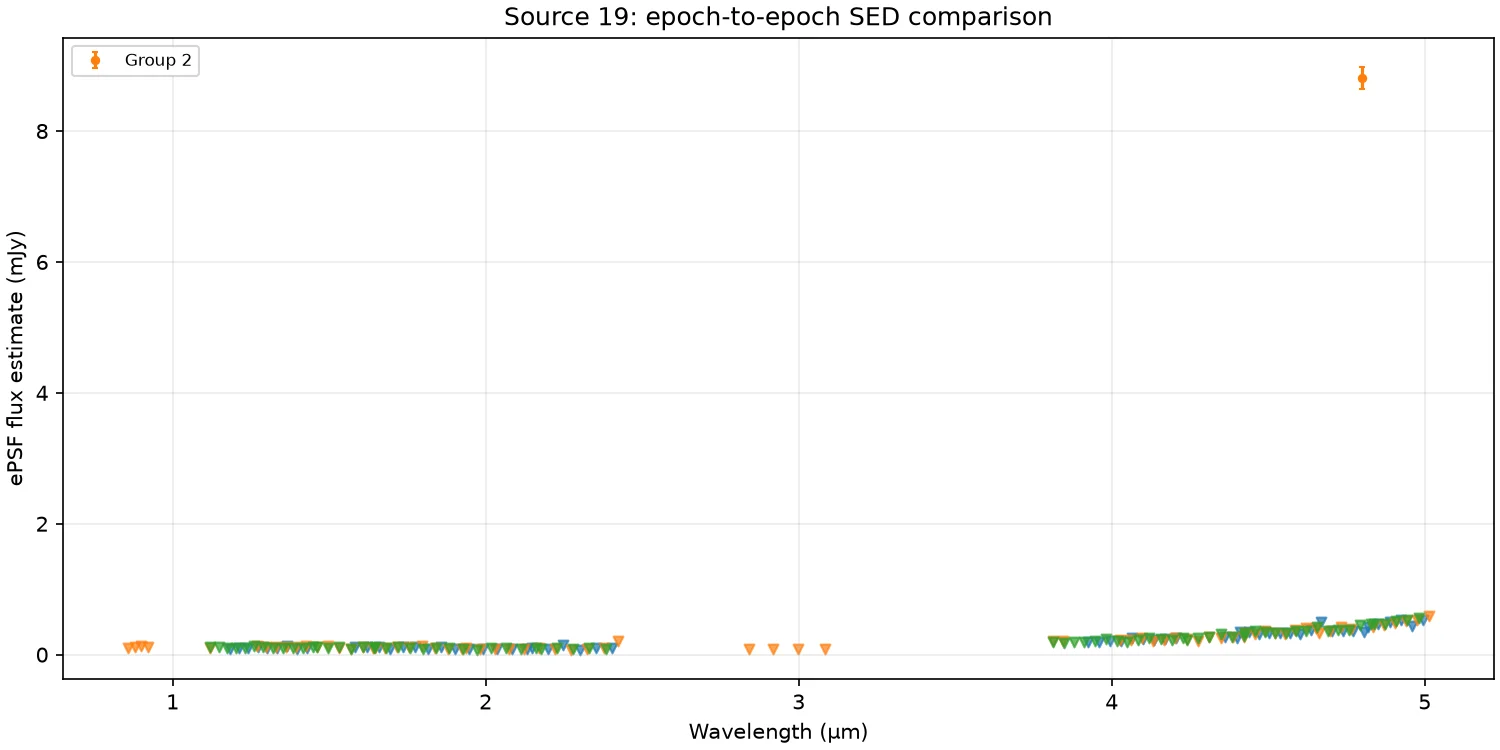 Source 19: epoch-to-epoch SED comparison
Group 2
ePSF flux estimate (mJy)
8
6
4
2
0
1 2 3 4 5
Wavelength (μm)